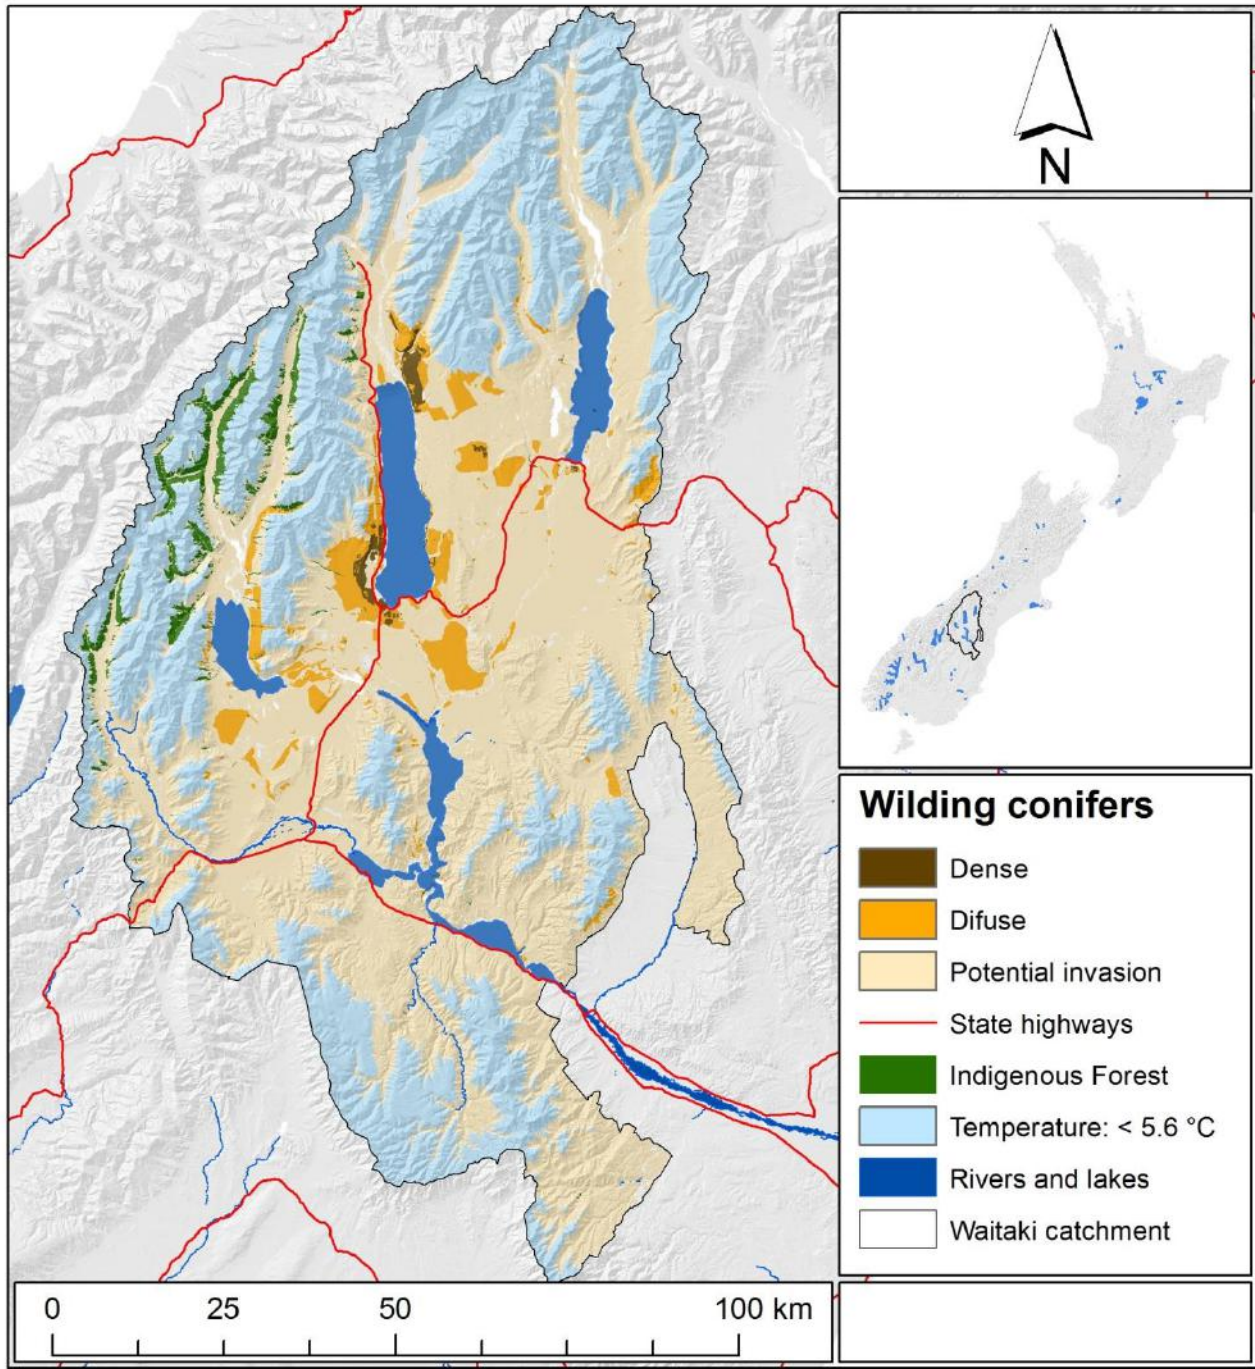 N
Wilding conifers
Dense
Difuse
Potential invasion
State highways
Indigenous Forest
Temperature: < 5.6 °C
Rivers and lakes
Waitaki catchment
0 25 50 100 km